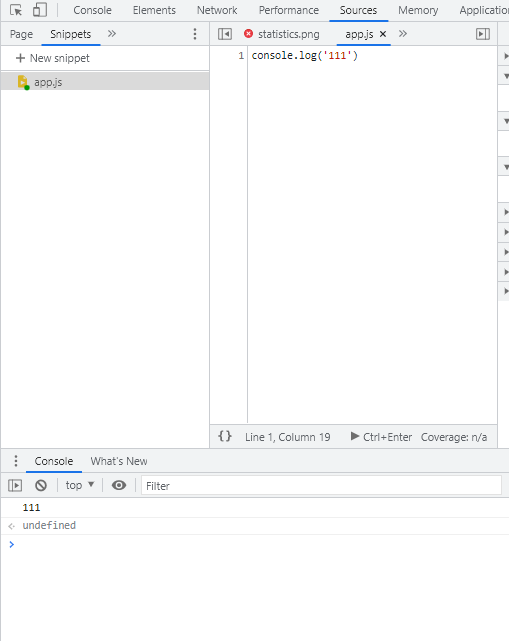 Console Elements Network Performance Sources Memory Application
Page Snippets » statistics.png app.js × »
+ New snippet
app.js
1 console.log('111')
{} Line 1, Column 19 Ctrl+Enter Coverage: n/a
Console What's New
top ▼ Filter
111
undefined